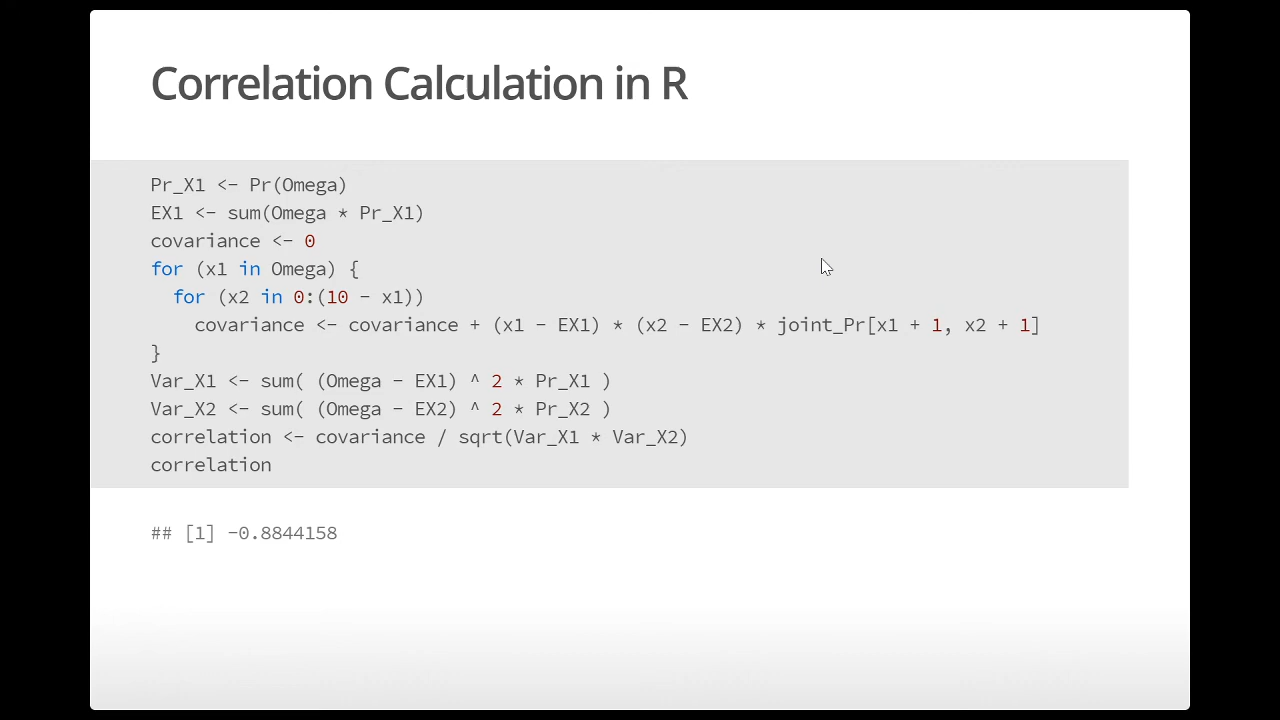 Correlation Calculation in R
Pr_X1 <- Pr(Omega)
EX1 <- sum(Omega * Pr_X1)
covariance <- 0
for (x1 in Omega) {
  for (x2 in 0:(10 - x1))
    covariance <- covariance + (x1 - EX1) * (x2 - EX2) * joint_Pr[x1 + 1, x2 + 1]
}
Var_X1 <- sum( (Omega - EX1) ^ 2 * Pr_X1 )
Var_X2 <- sum( (Omega - EX2) ^ 2 * Pr_X2 )
correlation <- covariance / sqrt(Var_X1 * Var_X2)
correlation
## [1] -0.8844158